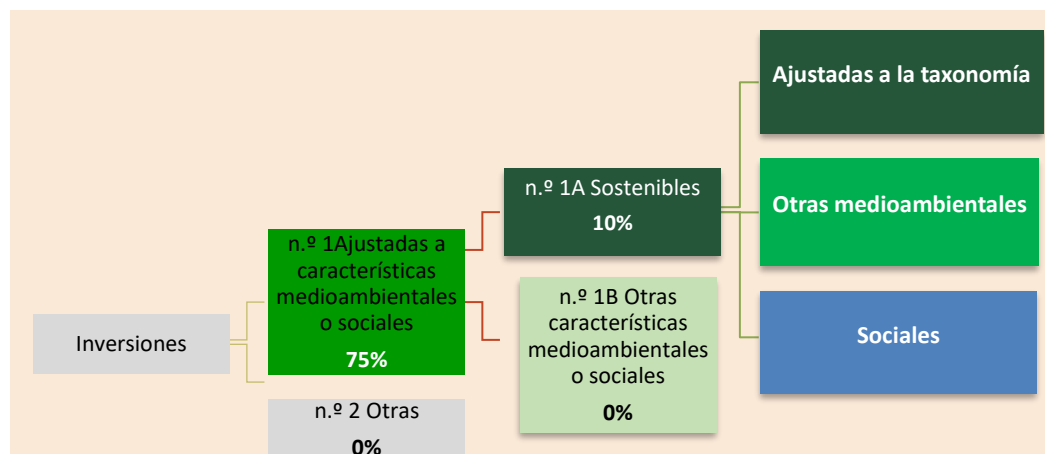 Inversiones
n.º 1Ajustadas a
características
medioambientales
o sociales
75%
n.º 2 Otras
0%
n.º 1A Sostenibles
10%
n.º 1B Otras
características
medioambientales
o sociales
0%
Ajustadas a la taxonomía
Otras medioambientales
Sociales